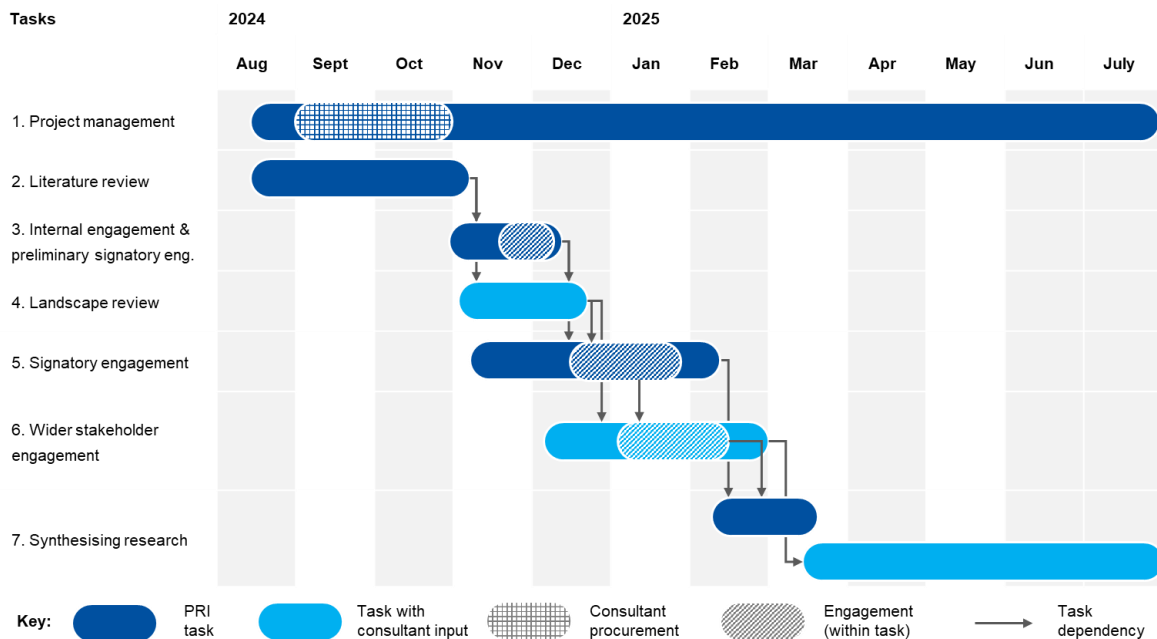 Tasks 2024 2025
Aug Sept Oct Nov Dec Jan Feb Mar Apr May Jun July
1. Project management
2. Literature review
3. Internal engagement &
preliminary signatory eng.
4. Landscape review
5. Signatory engagement
6. Wider stakeholder
engagement
7. Synthesising research
Key:
PRI
task
Task with
consultant input
Consultant
procurement
Engagement
(within task)
Task
dependency